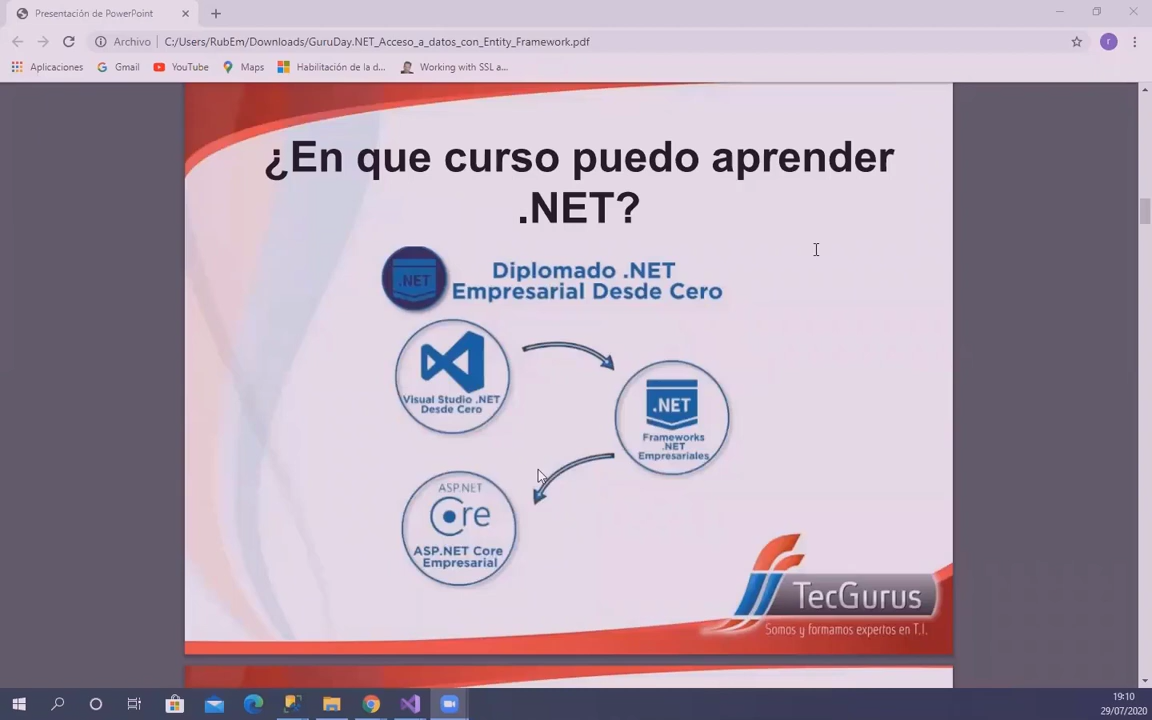 Presentación de PowerPoint
Archivo
C:/Users/RubEm/Downloads/GuruDay.NET_Acceso_a_datos_con_Entity_Framework.pdf
r
Aplicaciones
Gmail
YouTube
Maps
Habilitación de la d...
Working with SSL a...
¿En que curso puedo aprender
.NET?
.NET
Diplomado .NET
Empresarial Desde Cero
Visual Studio .NET
Desde Cero
.NET
Frameworks
.NET
Empresariales
ASP.NET
Core
ASP.NET Core
Empresarial
TecGurus
Somos y formamos expertos en T.I.
19:10
29/07/2020